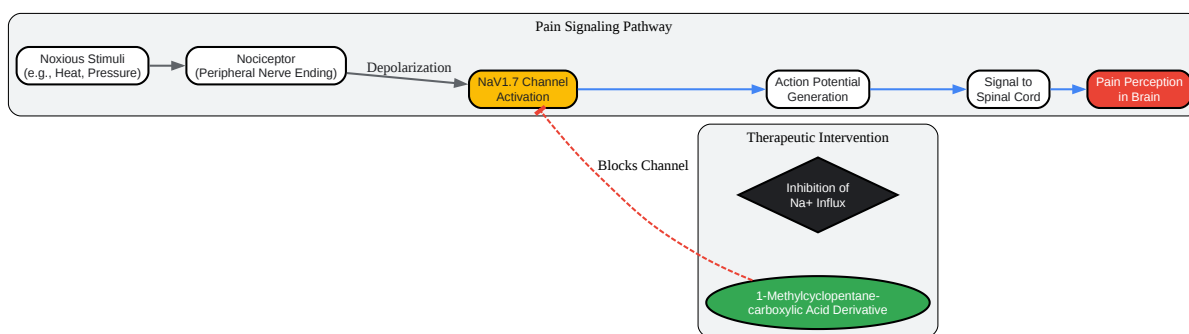 Pain Signaling Pathway
Noxious Stimuli
(e.g., Heat, Pressure)
Nociceptor
(Peripheral Nerve Ending)
Depolarization
NaV1.7 Channel
Activation
Action Potential
Generation
Signal to
Spinal Cord
Pain Perception
in Brain
Therapeutic Intervention
Blocks Channel
Inhibition of
Na+ Influx
1-Methylcyclopentane-
carboxylic Acid Derivative